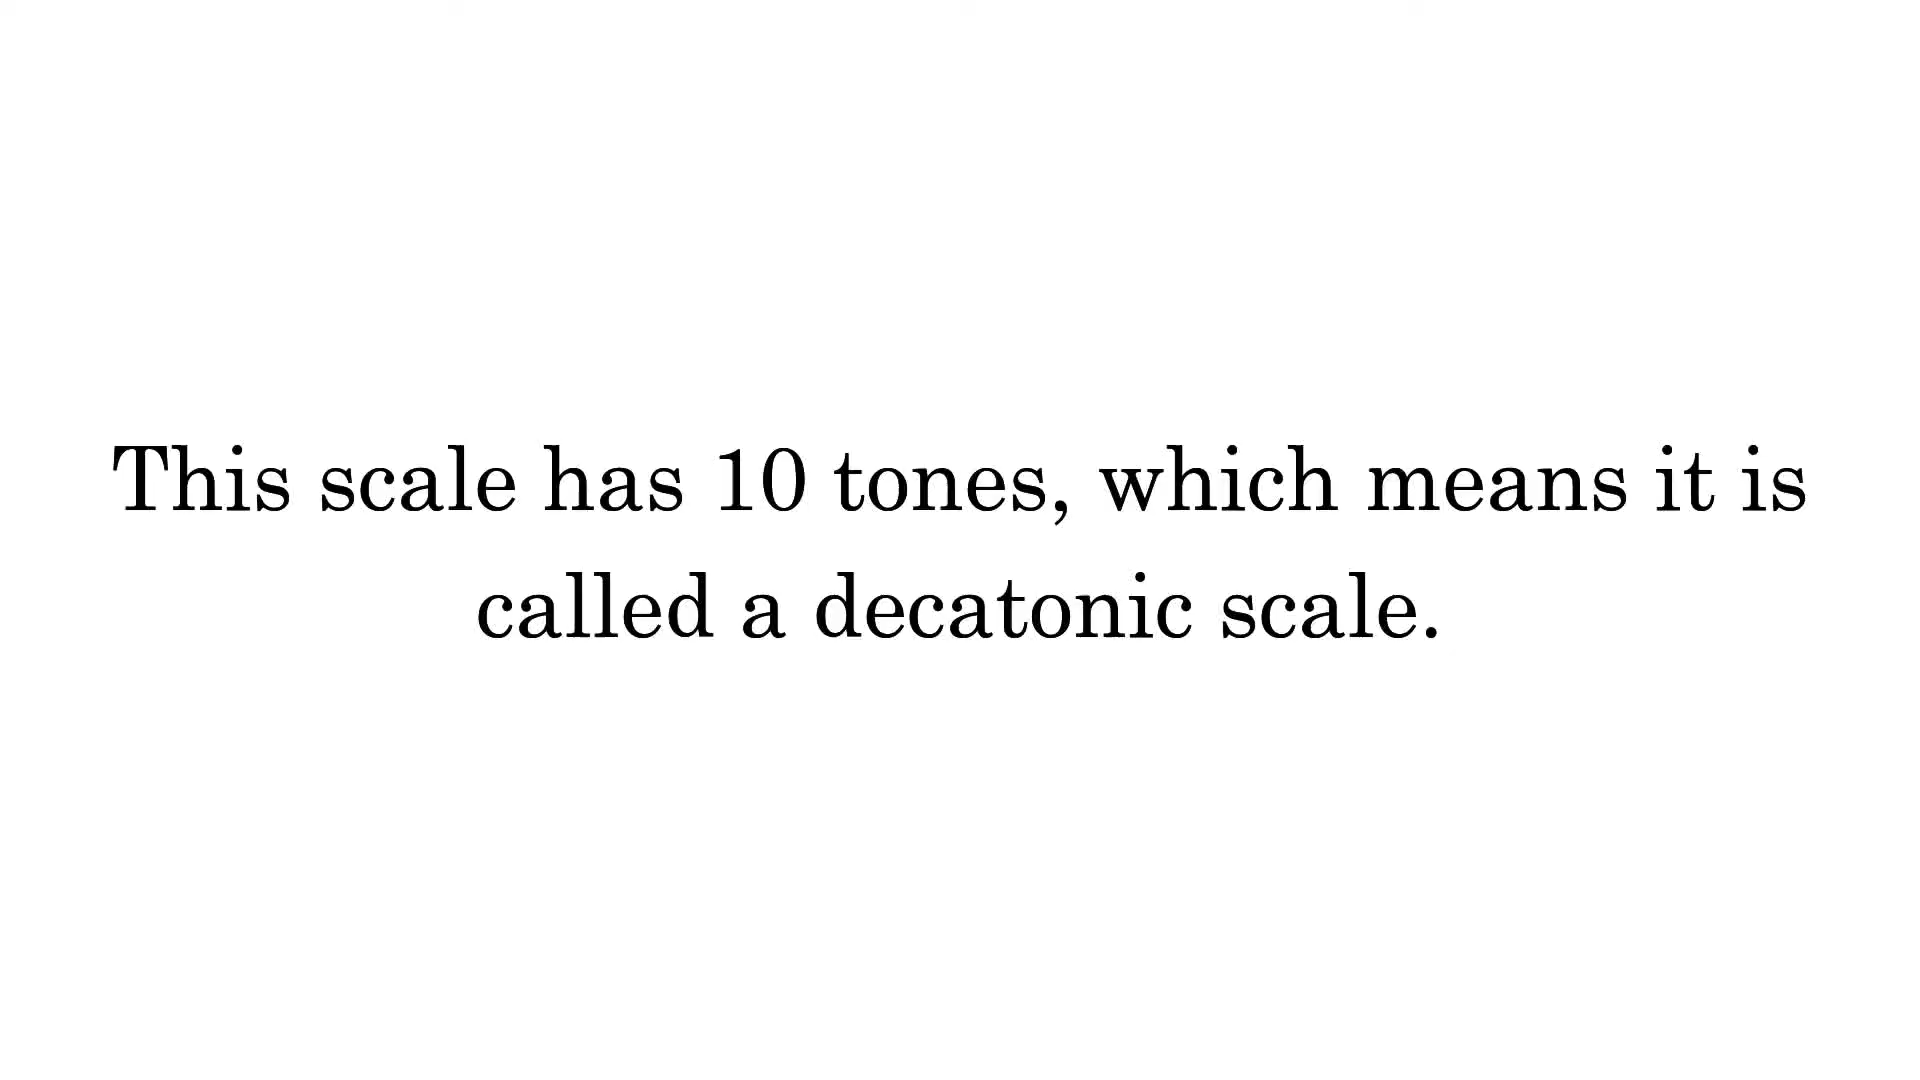 This scale has 10 tones, which means it is
called a decatonic scale.